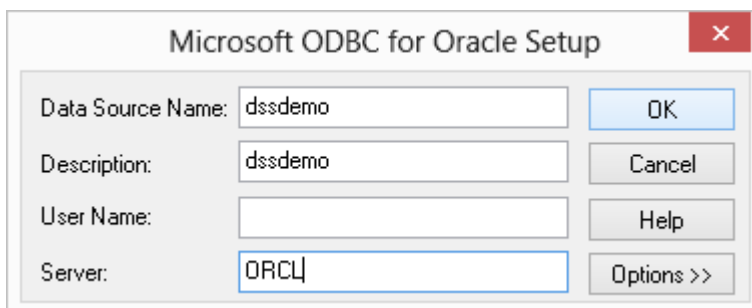 Microsoft ODBC for Oracle Setup
Data Source Name: dssdemo OK
Description: dssdemo Cancel
User Name: Help
Server: ORCL Options >>